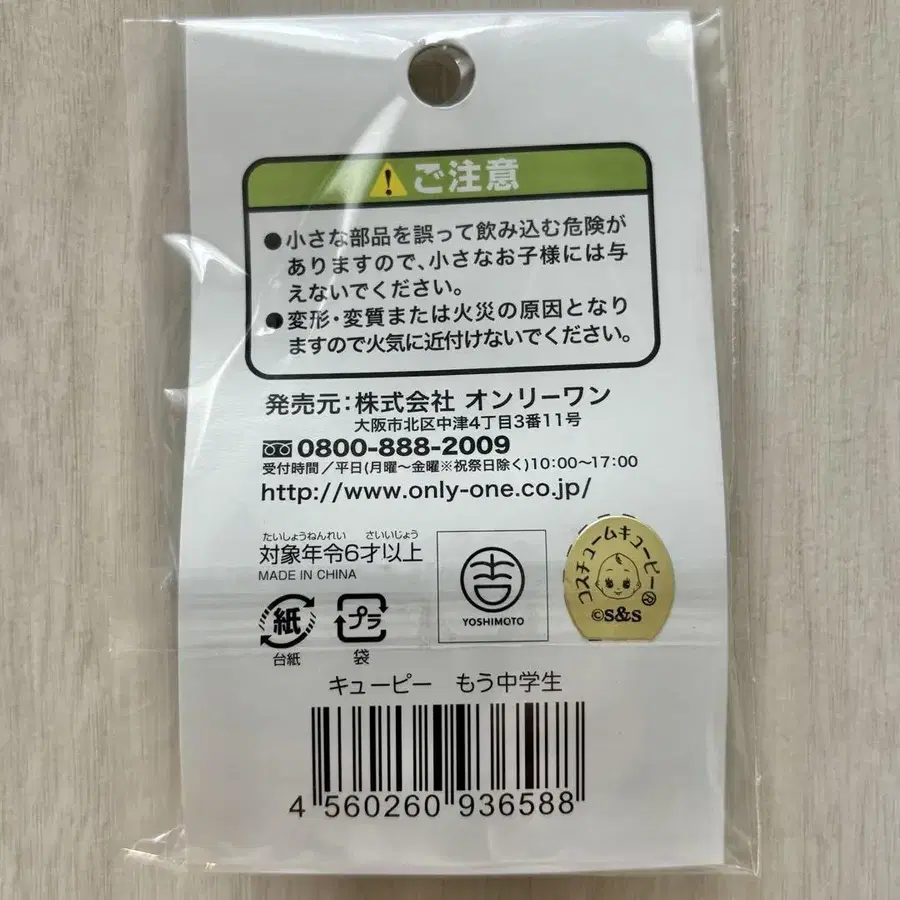 ご注意
●小さな部品を誤って飲み込む危険が
ありますので、小さなお子様には与
えないでください。
●変形・変質または火災の原因となり
ますので火気に近付けないでください。
発売元：株式会社 オンリーワン
大阪市北区中津4丁目3番11号
0800-888-2009
受付時間／平日(月曜〜金曜※祝祭日除く)10:00〜17:00
http://www.only-one.co.jp/
たいしょうねんれい さいいじょう
対象年令6才以上
MADE IN CHINA
紙
台紙
プラ
袋
吉
YOSHIMOTO
コスチュームキューピー®
©S&S
キューピー もう中学生
4 560260 936588